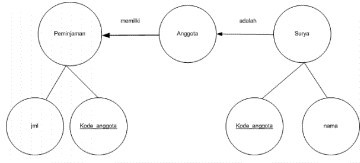 memiliki
adalah
Peminjaman
Anggota
Surya
jml
Kode_anggota
Kode_anggota
nama